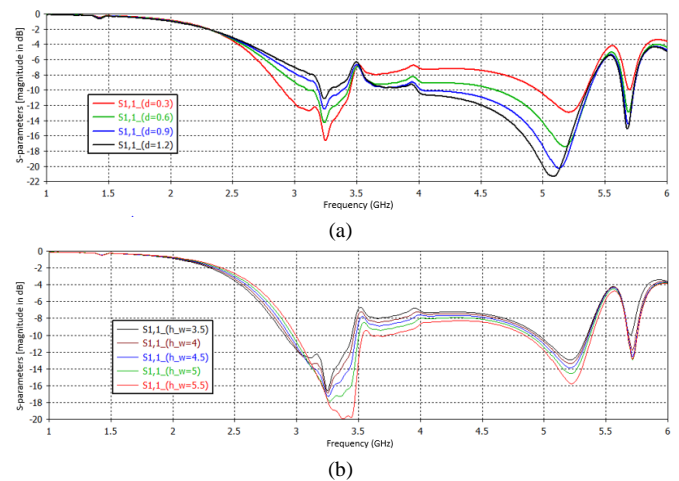 S-parameters [magnitude in dB]
0
-2
-4
-6
-8
-10
-12
-14
-16
-18
-20
-22
S1,1_(d=0.3)
S1,1_(d=0.6)
S1,1_(d=0.9)
S1,1_(d=1.2)
1 1.5 2 2.5 3 3.5 4 4.5 5 5.5 6
Frequency (GHz)
(a)
S-parameters [magnitude in dB]
0
-2
-4
-6
-8
-10
-12
-14
-16
-18
-20
S1,1_(h_w=3.5)
S1,1_(h_w=4)
S1,1_(h_w=4.5)
S1,1_(h_w=5)
S1,1_(h_w=5.5)
1 1.5 2 2.5 3 3.5 4 4.5 5 5.5 6
Frequency (GHz)
(b)